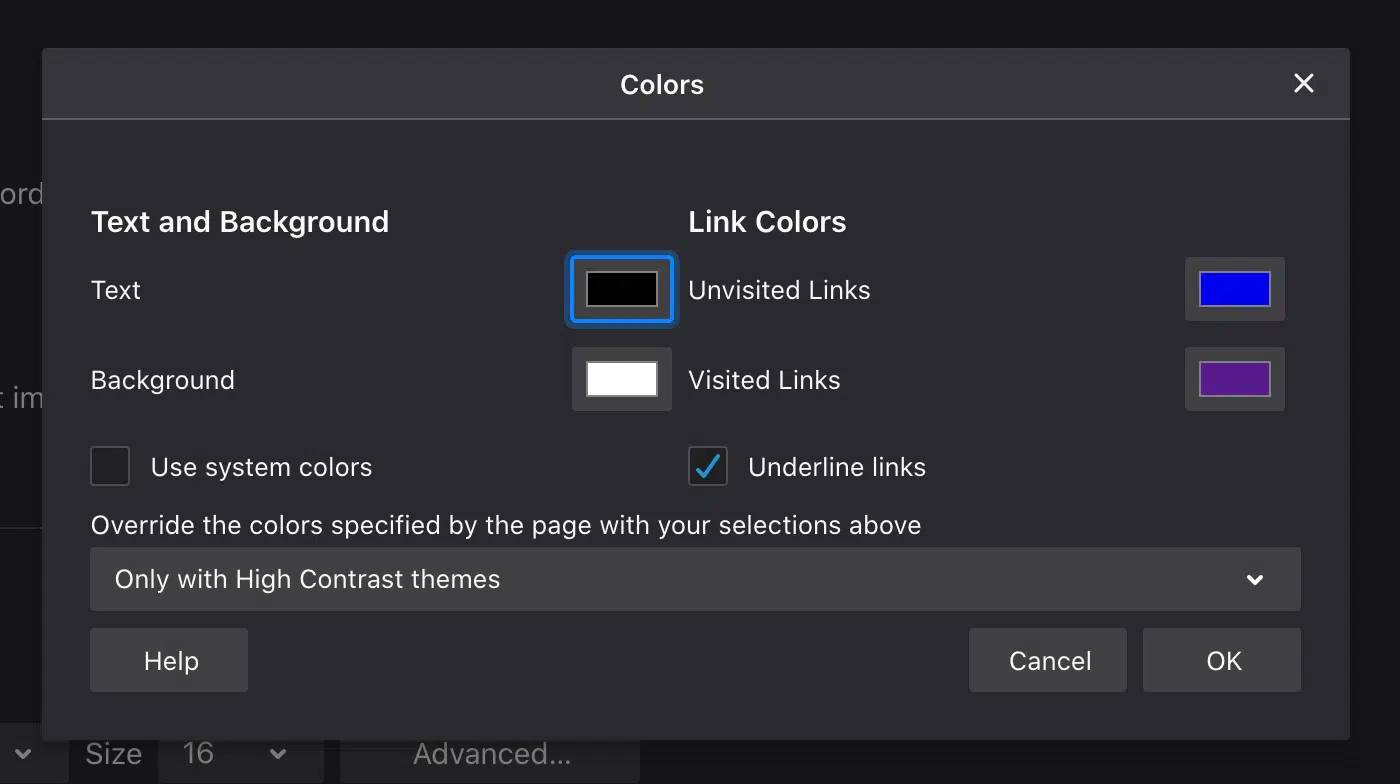 Colors
Text and Background
Text
Background
Use system colors
Link Colors
Unvisited Links
Visited Links
Underline links
Override the colors specified by the page with your selections above
Only with High Contrast themes
Help
Cancel
OK
Size
16
Advanced...